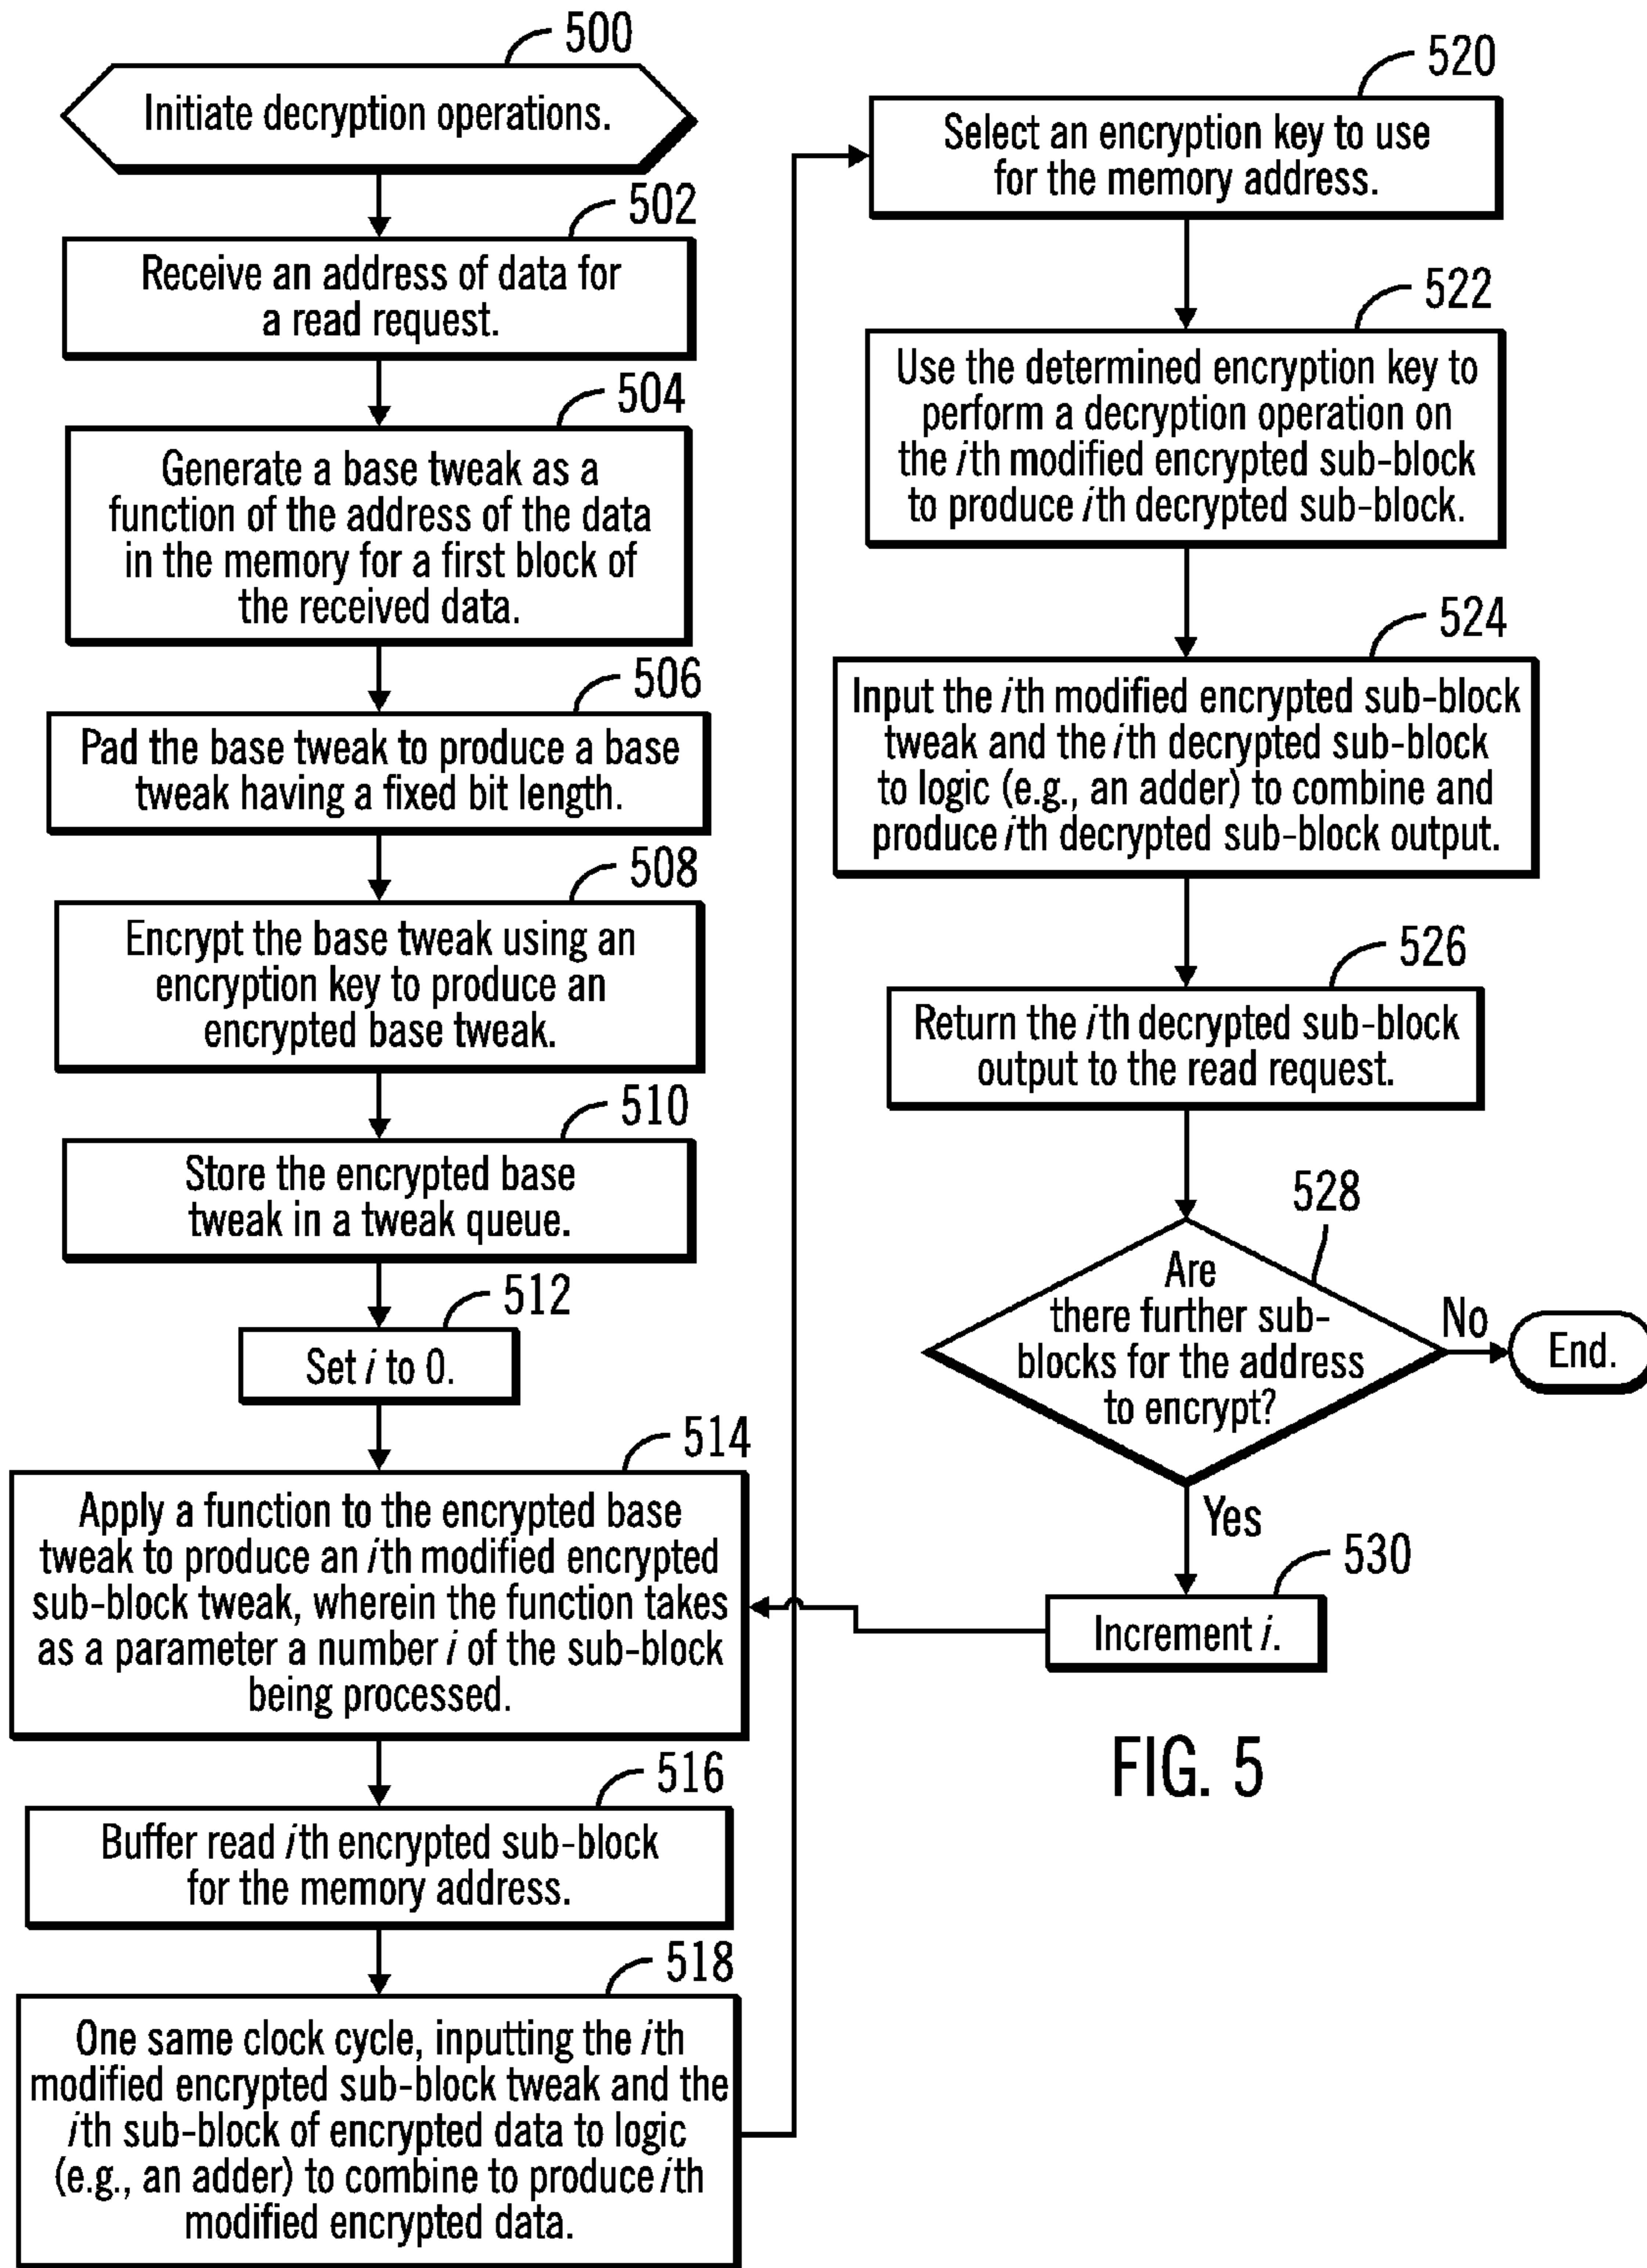 500
Initiate decryption operations.
502
Receive an address of data for
a read request.
504
Generate a base tweak as a
function of the address of the data
in the memory for a first block of
the received data.
506
Pad the base tweak to produce a base
tweak having a fixed bit length.
508
Encrypt the base tweak using an
encryption key to produce an
encrypted base tweak.
510
Store the encrypted base
tweak in a tweak queue.
512
Set i to 0.
514
Apply a function to the encrypted base
tweak to produce an ith modified encrypted
sub-block tweak, wherein the function takes
as a parameter a number i of the sub-block
being processed.
516
Buffer read ith encrypted sub-block
for the memory address.
518
One same clock cycle, inputting the ith
modified encrypted sub-block tweak and the
ith sub-block of encrypted data to logic
(e.g., an adder) to combine to produce ith
modified encrypted data.
520
Select an encryption key to use
for the memory address.
522
Use the determined encryption key to
perform a decryption operation on
the ith modified encrypted sub-block
to produce ith decrypted sub-block.
524
Input the ith modified encrypted sub-block
tweak and the ith decrypted sub-block
to logic (e.g., an adder) to combine and
produce ith decrypted sub-block output.
526
Return the ith decrypted sub-block
output to the read request.
528
Are
there further sub-
blocks for the address
to encrypt?
No
End.
Yes
530
Increment i.
FIG. 5